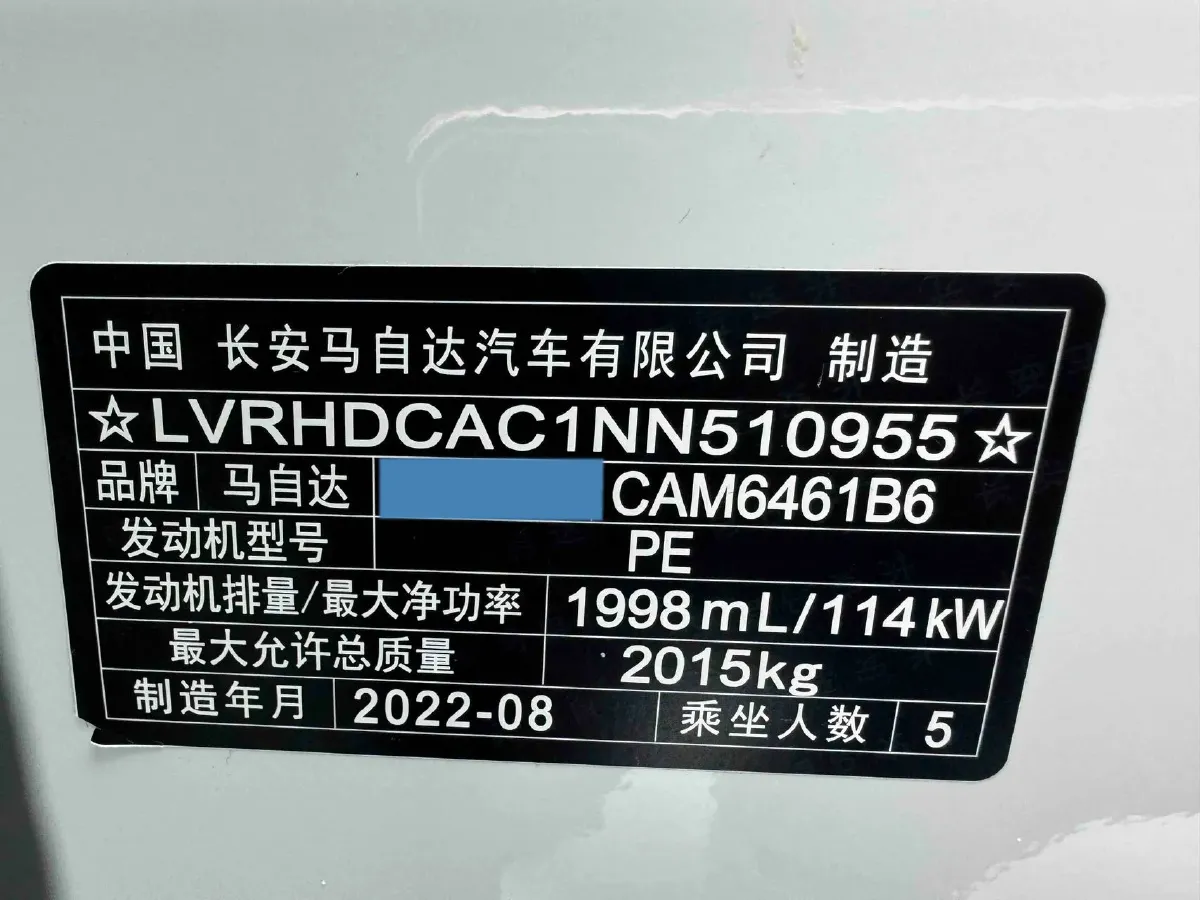 中国 长安马自达汽车有限公司 制造
☆LVRHDCAC1NN510955☆
品牌 马自达 CAM6461B6
发动机型号 PE
发动机排量/最大净功率 1998mL/114kW
最大允许总质量 2015kg
制造年月 2022-08 乘坐人数 5